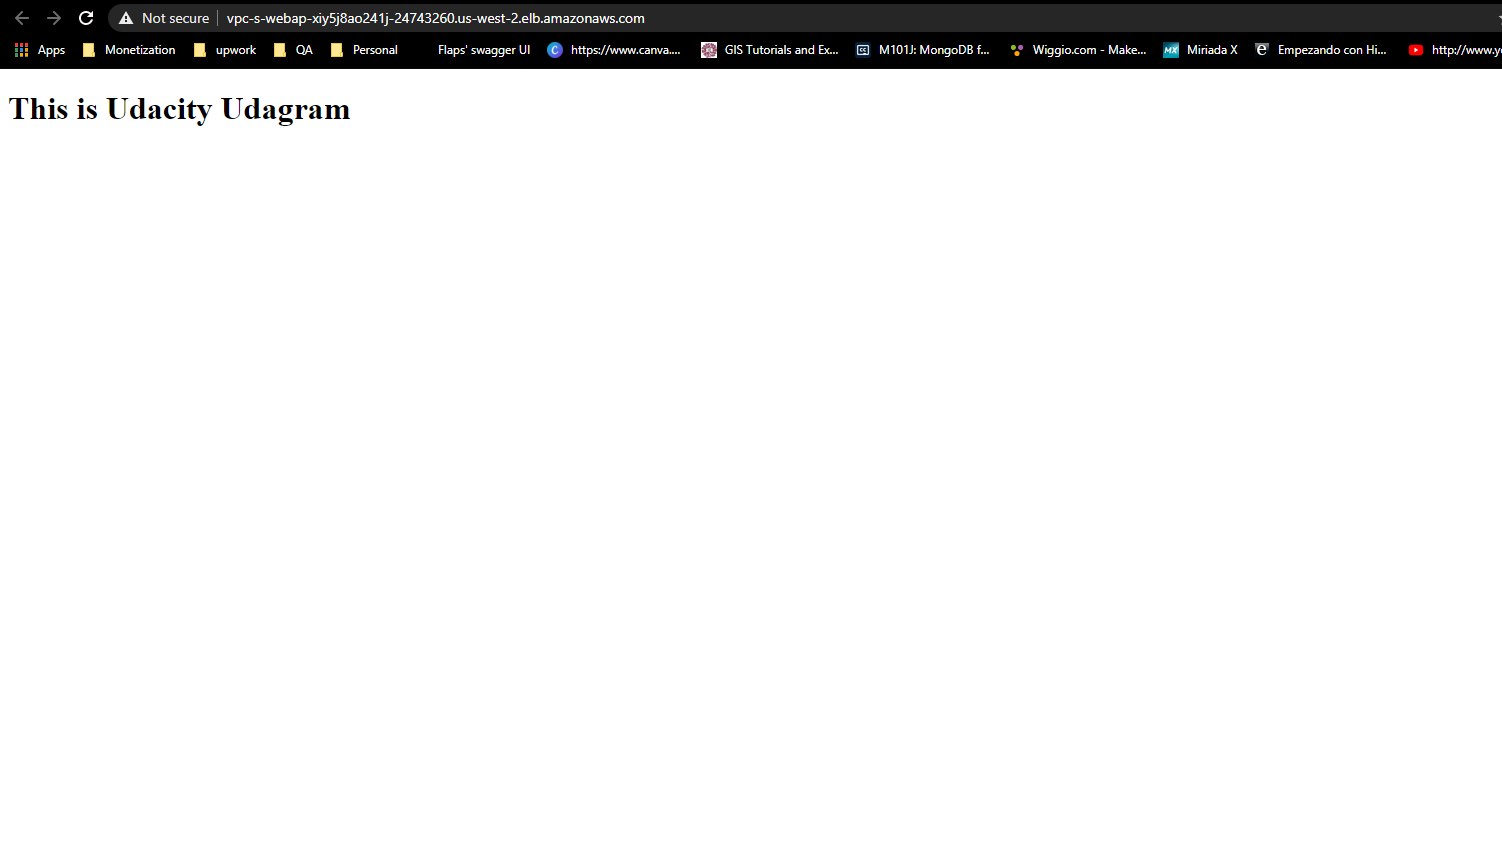 Not secure vpc-s-webap-xiy5j8ao241j-24743260.us-west-2.elb.amazonaws.com
Apps Monetization upwork QA Personal Flaps' swagger UI C https://www.canva.... GIS Tutorials and Ex... M101J: MongoDB f... Wiggio.com - Make... MX Miriada X e Empezando con Hi... http://www.y
This is Udacity Udagram